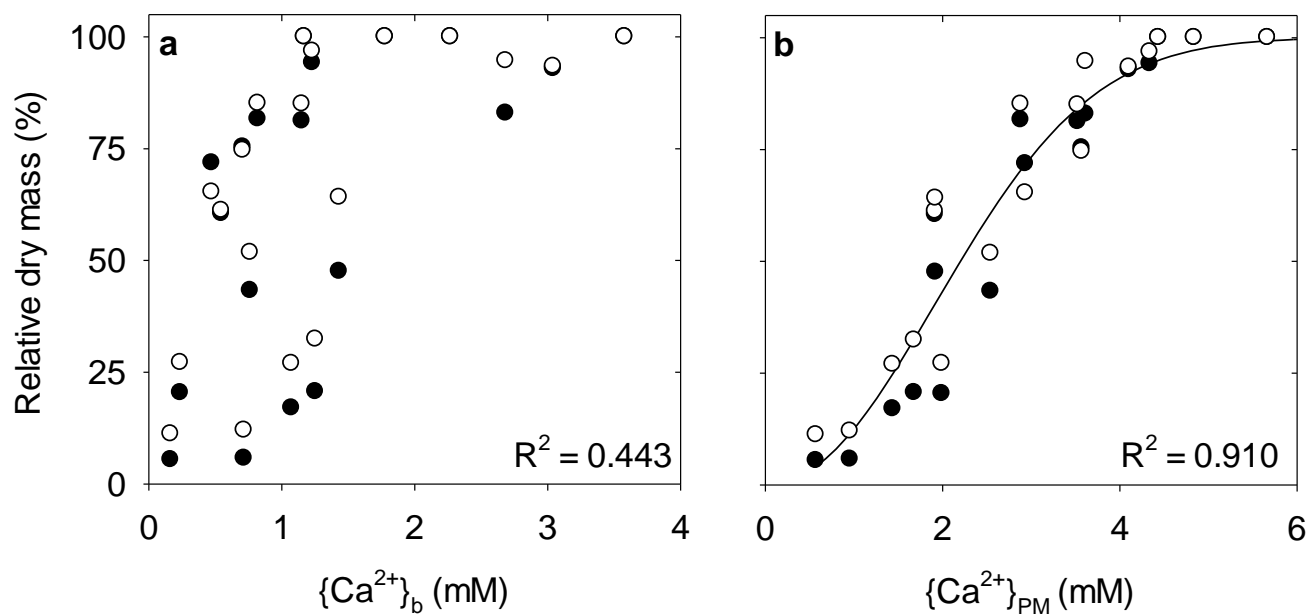 a
b
100
75
50
25
0
Relative dry mass (%)
R² = 0.443
R² = 0.910
0 1 2 3 4
0 2 4 6
{Ca²⁺}b (mM)
{Ca²⁺}PM (mM)